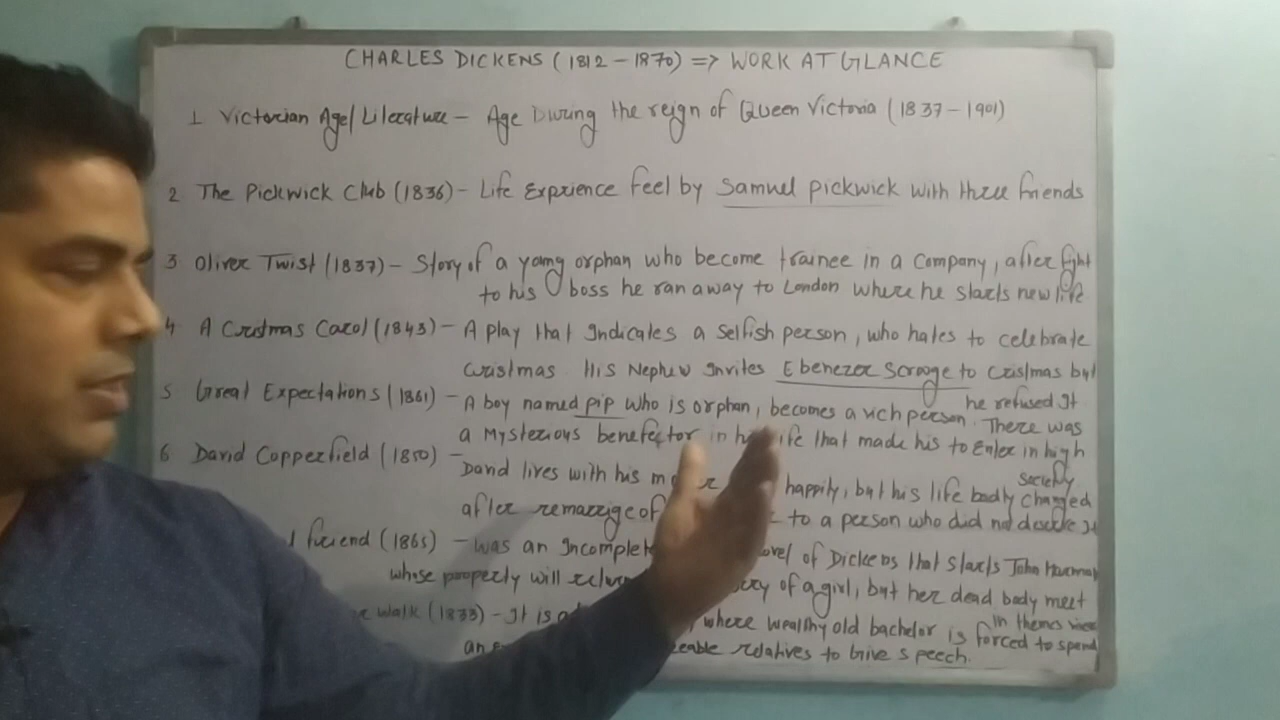 CHARLES DICKENS (1812 – 1870) => WORK AT GLANCE
1 Victorian Age/Literature – Age During the reign of Queen Victoria (1837 – 1901)
2 The Pickwick Club (1836) – Life Exprience feel by Samuel pickwick with three friends
3 Oliver Twist (1837) – Story of a young orphan who become trainee in a company, after fight
to his boss he ran away to London where he starts new life
4 A Cristmas Carol (1843) – A play that Indicates a selfish person, who hates to celebrate
Cristmas. His Nephew Invites Ebenezer Scrooge to Cristmas but
he refused It
5 Great Expectations (1861) – A boy named pip who is orphan, becomes a rich person. There was
a Mysterious benefector in life that made his to Enter in high
society
6 David Copperfield (1850) – David lives with his happily, but his life badly changed
after remarrige of to a person who did not
friend (1865) – was an Incomplete of Dickens that starts John
whose property will of a girl, but her dead body meet
in themes river
walk (1833) – It is where wealthy old bachelor is forced to spend
relatives to Give speech.